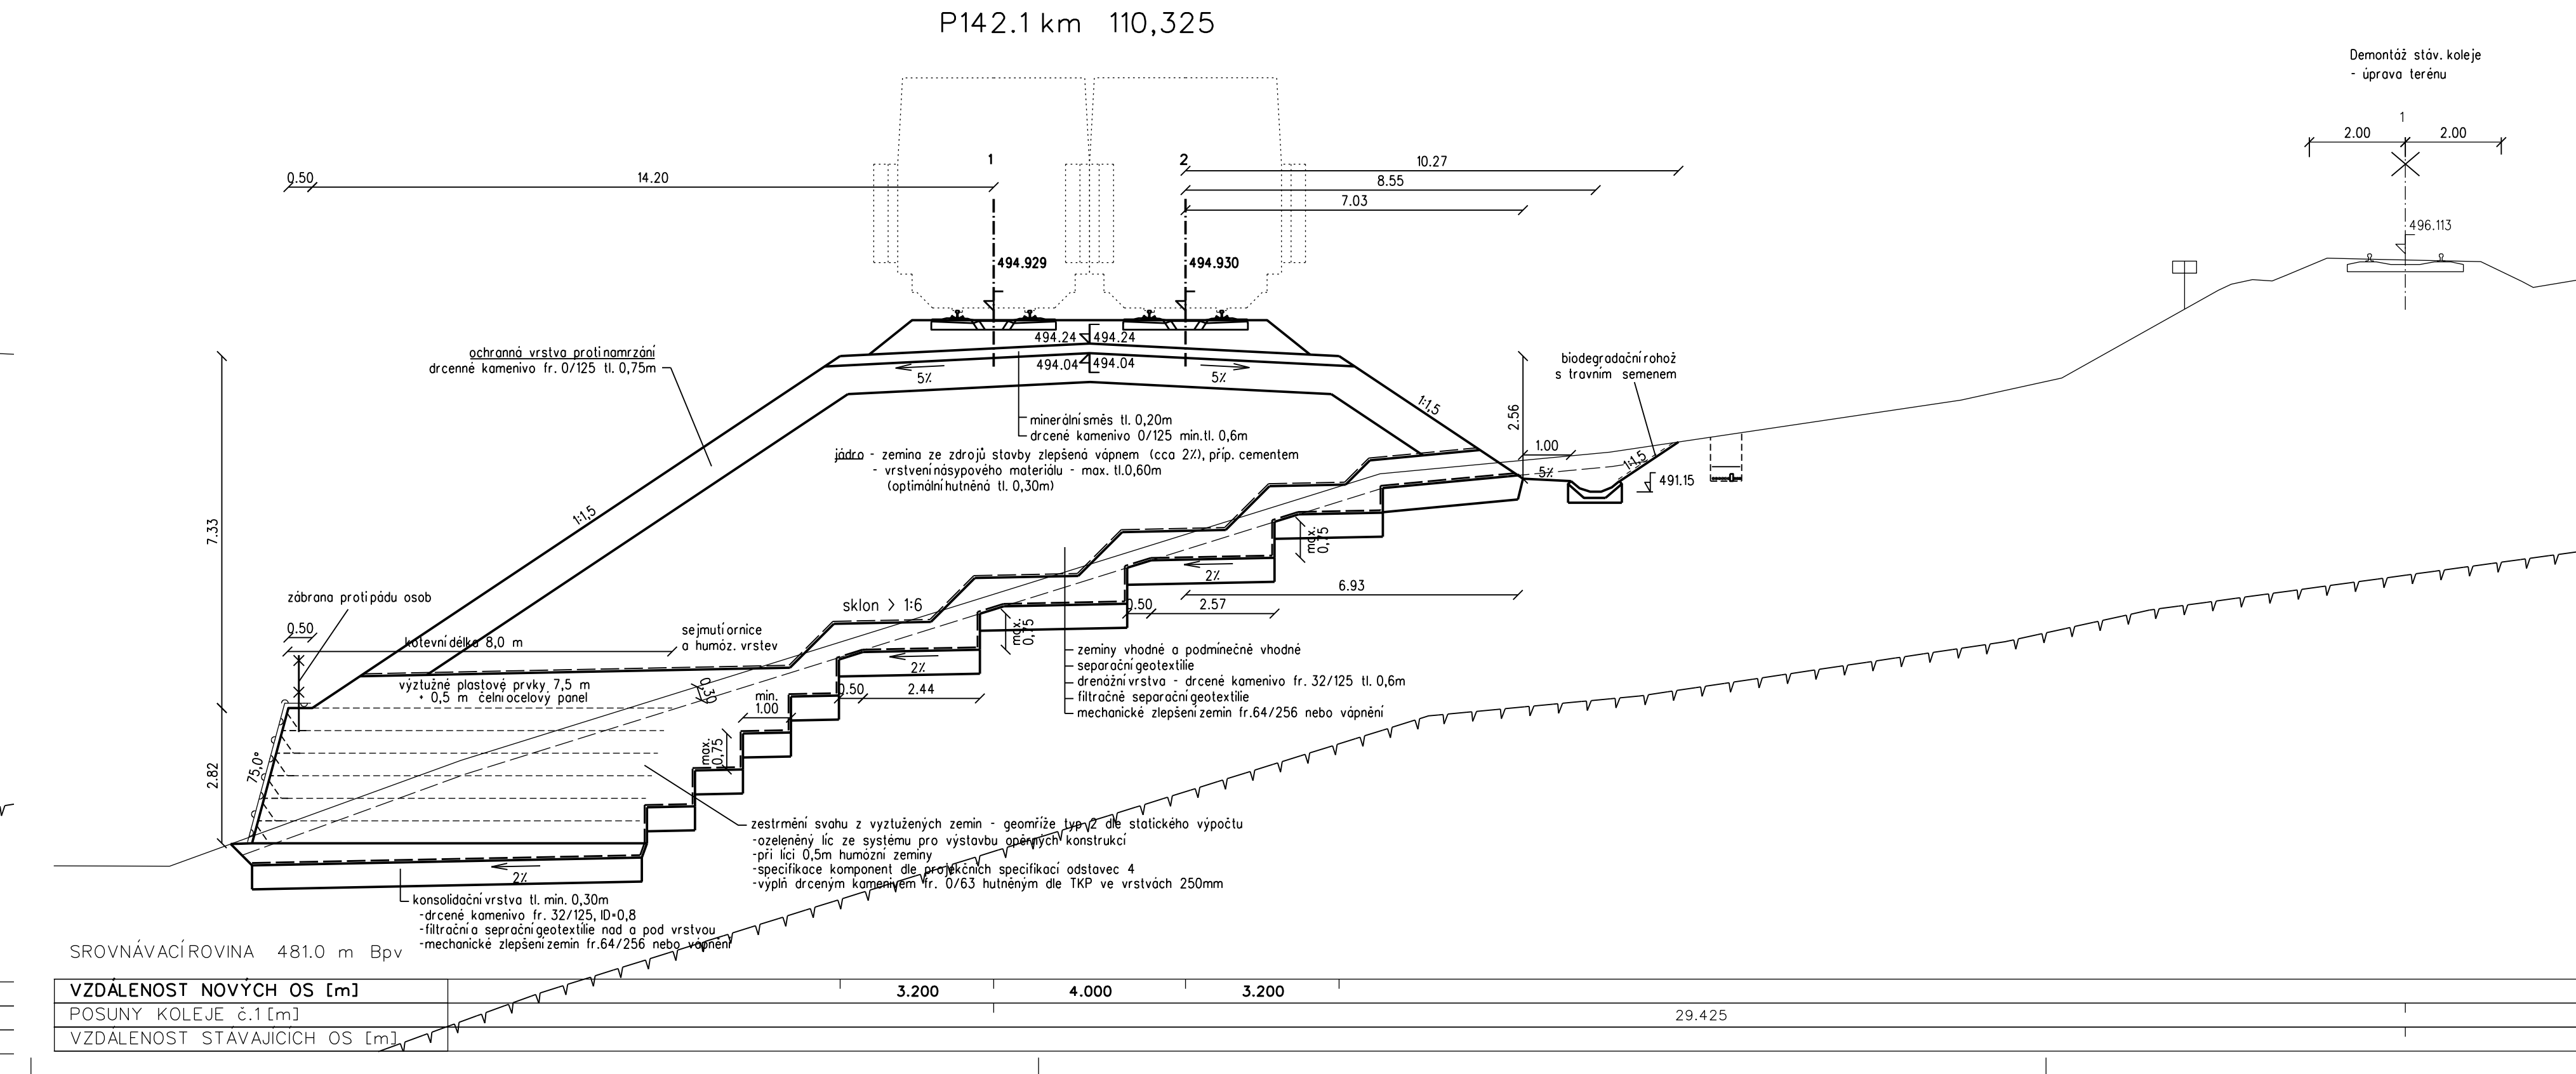 P142.1 km 110,325
Demontáž stáv. koleje
- úprava terénu
1
2.00
2.00
1
2
10.27
0.50
14.20
8.55
7.03
496.113
494.929
494.930
494.24
494.24
494.04
494.04
5%
5%
ochranná vrstva proti namrzání
drcenné kamenivo fr. 0/125 tl. 0,75m
biodegradační rohož
s travním semenem
1:1,5
2.56
1.00
minerální směs tl. 0,20m
drcené kamenivo 0/125 min.tl. 0,6m
jádro - zemina ze zdrojů stavby zlepšená vápnem (cca 2%), příp. cementem
- vrstvení násypového materiálu - max. tl.0,60m
(optimální hutněná tl. 0,30m)
5%
1:1,5
491.15
1:1,5
7.33
max.
0,75
2%
6.93
zábrana proti pádu osob
sklon > 1:6
0.50
2.57
0.50
kotevní délka 8,0 m
sejmutí ornice
a humóz. vrstev
max.
0,75
2%
zeminy vhodné a podmínečně vhodné
separační geotextilie
drenážní vrstva - drcené kamenivo fr. 32/125 tl. 0,6m
filtračně separační geotextilie
mechanické zlepšení zemin fr.64/256 nebo vápnění
výztužné plastové prvky 7,5 m
+ 0,5 m čelní ocelový panel
0,30
min.
1.00
0.50
2.44
max.
0,75
2.82
75,0°
zestrmění svahu z vyztužených zemin - geomříže typ 2 dle statického výpočtu
-ozeleněný líc ze systému pro výstavbu opěrných konstrukcí
-při líci 0,5m humózní zeminy
-specifikace komponent dle projekčních specifikací odstavec 4
-výplň drceným kamenivem fr. 0/63 hutněným dle TKP ve vrstvách 250mm
2%
konsolidační vrstva tl. min. 0,30m
-drcené kamenivo fr. 32/125, ID=0,8
-filtrační a seprační geotextilie nad a pod vrstvou
-mechanické zlepšení zemin fr.64/256 nebo vápnění
SROVNÁVACÍ ROVINA 481.0 m Bpv
VZDÁLENOST NOVÝCH OS [m]
3.200
4.000
3.200
POSUNY KOLEJE č.1 [m]
29.425
VZDÁLENOST STÁVAJÍCÍCH OS [m]